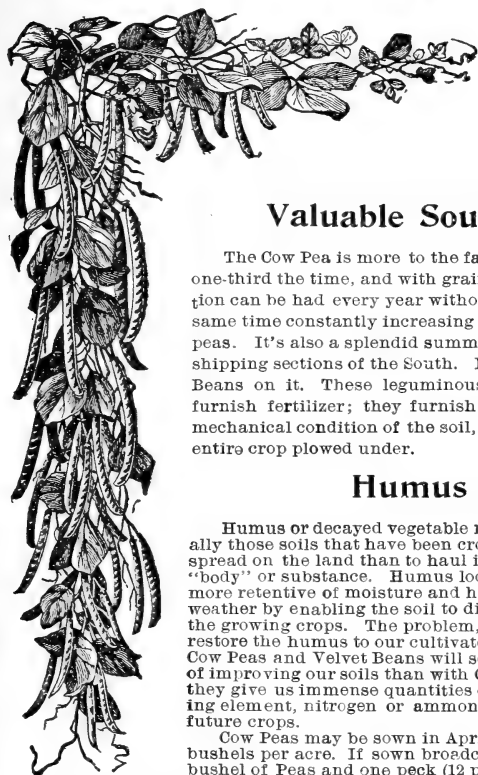 Valuable Sou
The Cow Pea is more to the fa
one-third the time, and with grain
tion can be had every year witho
same time constantly increasing
peas. It's also a splendid summ
shipping sections of the South.
Beans on it. These leguminous
furnish fertilizer; they furnish
mechanical condition of the soil,
entire crop plowed under.
Humus
Humus or decayed vegetable
ally those soils that have been cro
spread on the land than to haul i
"body" or substance. Humus loo
more retentive of moisture and h
weather by enabling the soil to di
the growing crops. The problem,
restore the humus to our cultivate
Cow Peas and Velvet Beans will s
of improving our soils than with
they give us immense quantities
ing element, nitrogen or ammon
future crops.
Cow Peas may be sown in Apr
bushels per acre. If sown broadc
bushel of Peas and one peck (12 p